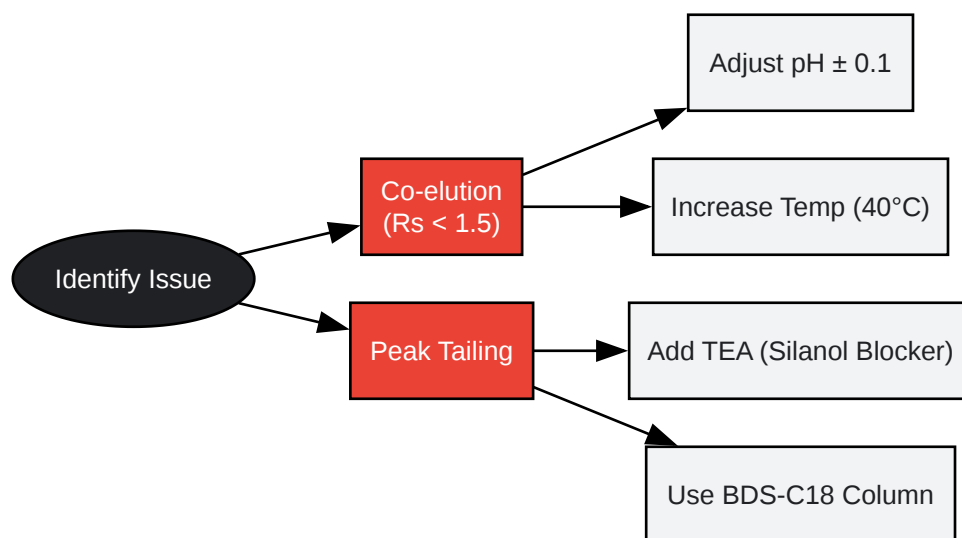 Identify Issue
Co-elution
(Rs < 1.5)
Peak Tailing
Adjust pH ± 0.1
Increase Temp (40°C)
Add TEA (Silanol Blocker)
Use BDS-C18 Column